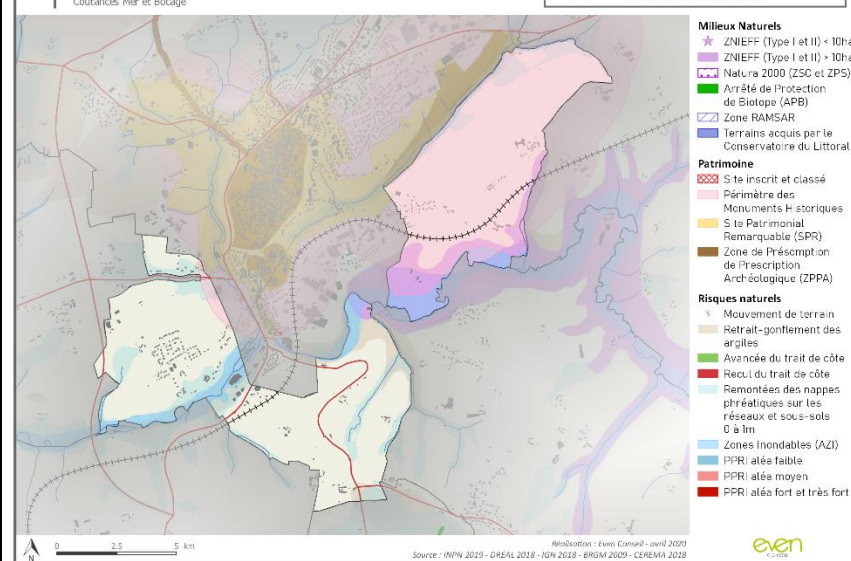 Coutances Mer et Bocage
Milieux Naturels
ZNIEFF (Type I et II) < 10ha
ZNIEFF (Type I et II) > 10ha
Natura 2000 (ZSC et ZPS)
Arrêté de Protection
de Biotope (APB)
Zone RAMSAR
Terrains acquis par le
Conservatoire du Littoral
Patrimoine
Site inscrit et classé
Périmètre des
Monuments Historiques
Site Patrimonial
Remarquable (SPR)
Zone de Présomption
de Prescription
Archéologique (ZPPA)
Risques naturels
Mouvement de terrain
Retrait-gonflement des
argiles
Avancée du trait de côte
Recul du trait de côte
Remontées des nappes
phréatiques sur les
réseaux et sous-sols
0 à 1m
Zones Inondables (AZI)
PPRI aléa faible
PPRI aléa moyen
PPRI aléa fort et très fort
N
0 2.5 5 km
Réalisation : Even Conseil - avril 2020
Source : INPN 2019 - DREAL 2018 - IGN 2018 - BRGM 2009 - CEREMA 2018
even
CONSEIL